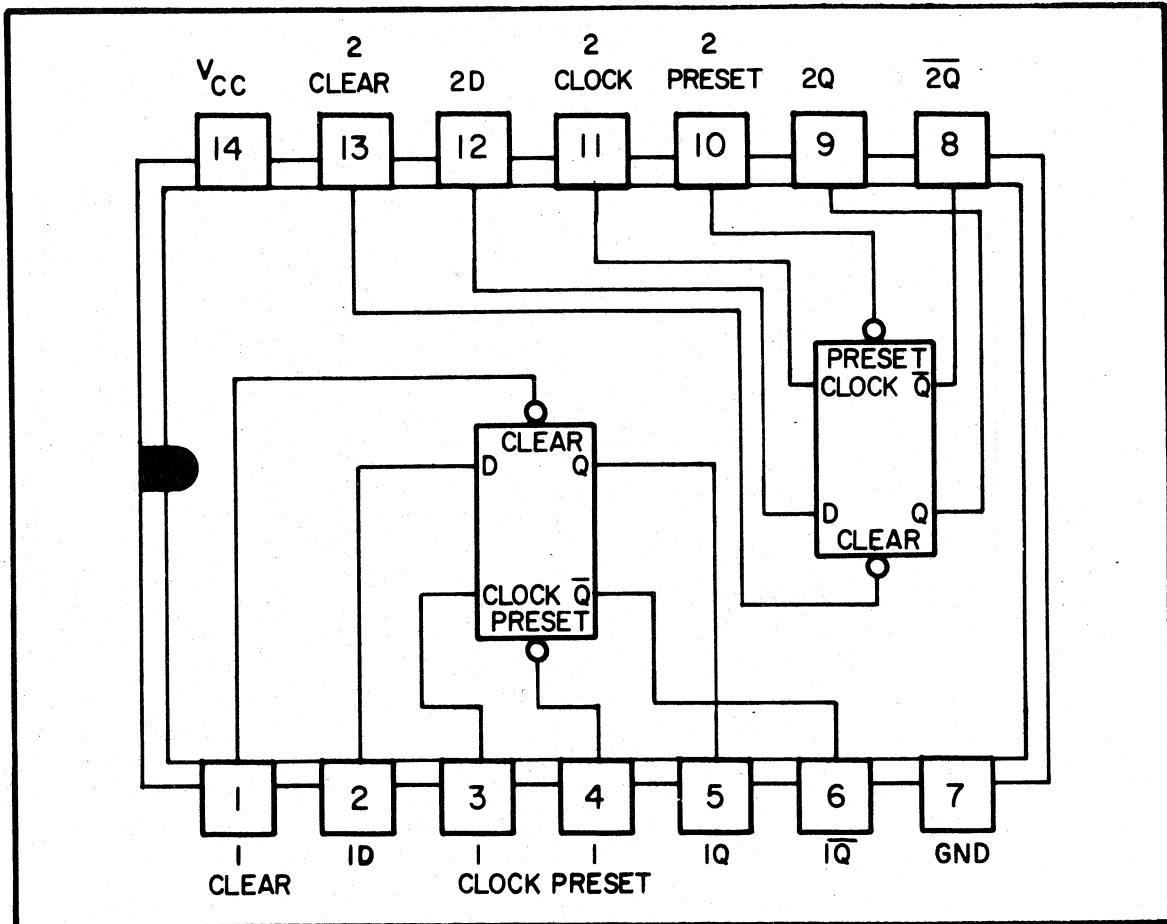 2 2 2
V_CC CLEAR 2D CLOCK PRESET 2Q 2Q̅
14 13 12 11 10 9 8
PRESET
CLOCK Q̅
D Q
CLEAR
CLEAR
D Q
CLOCK Q̅
PRESET
1 2 3 4 5 6 7
1 1D 1 1 1Q 1Q̅ GND
CLEAR CLOCK PRESET